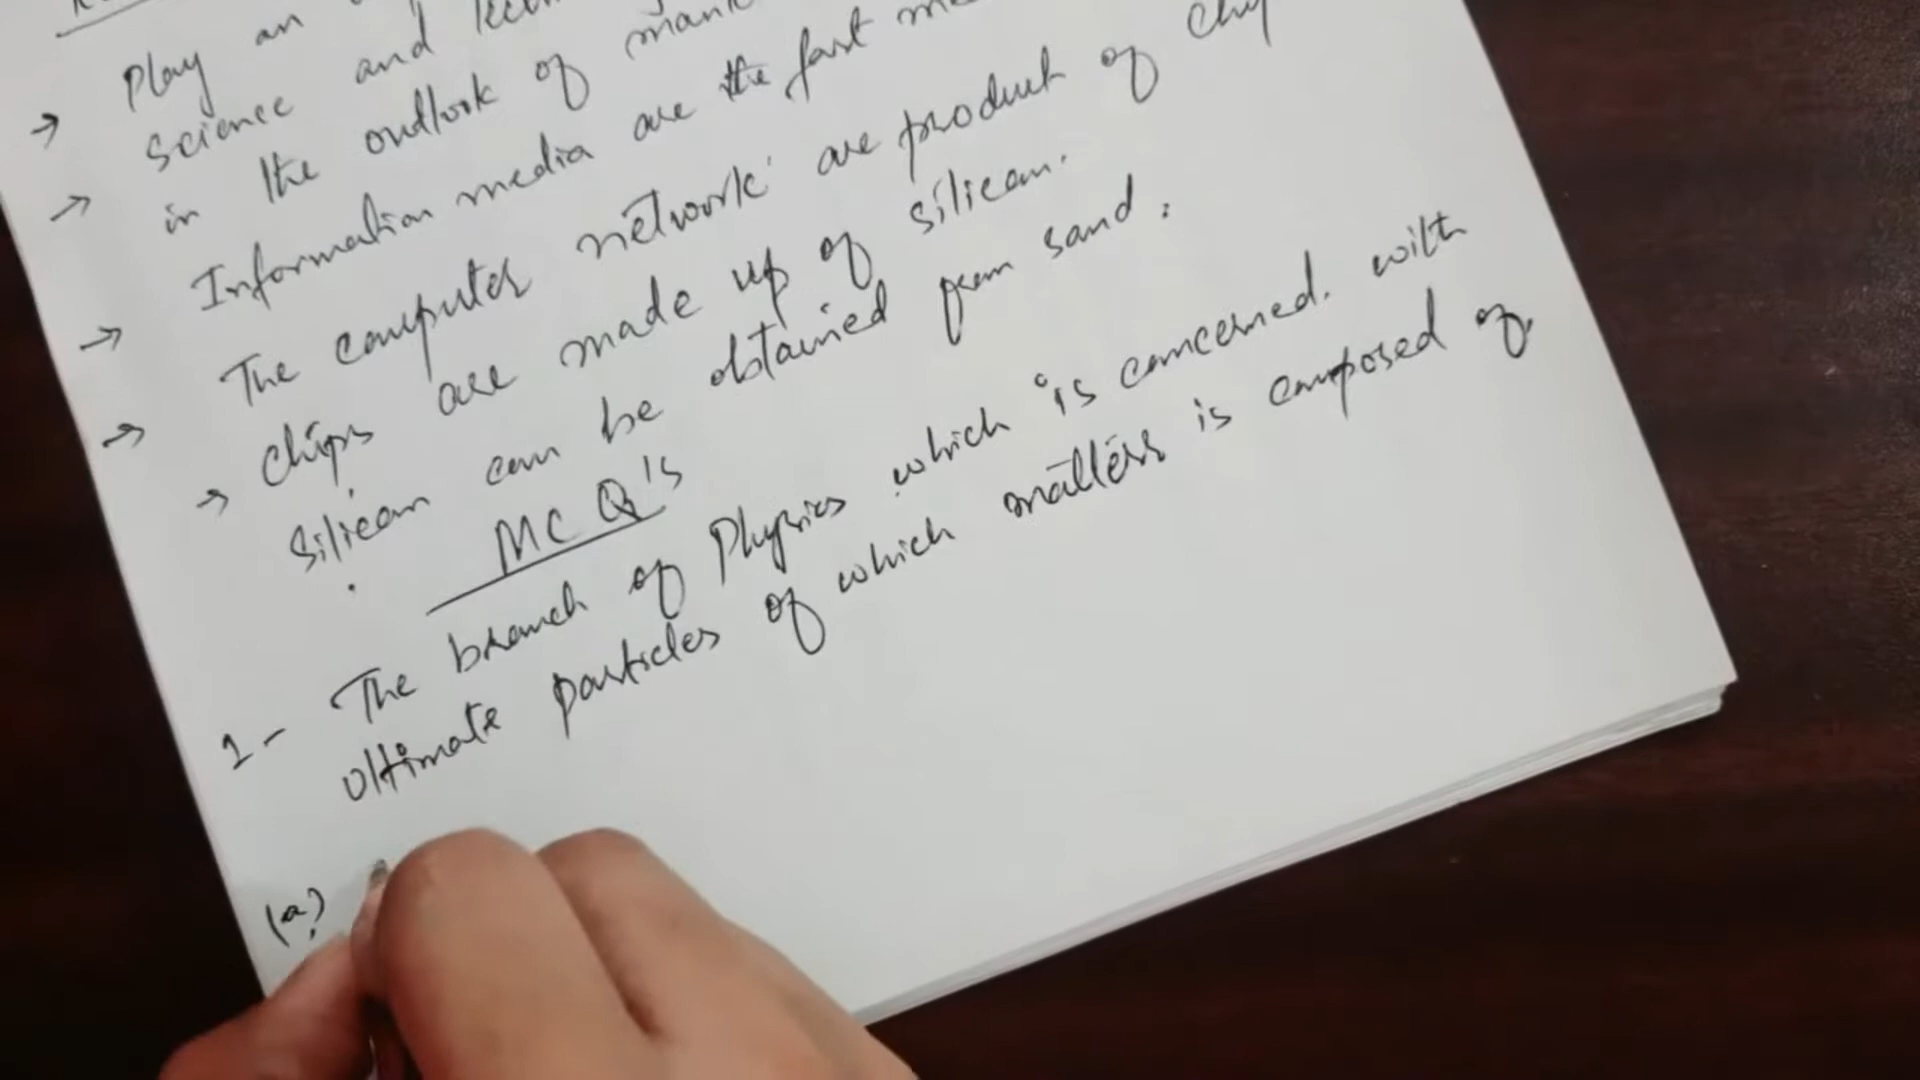 → Play an
science and
→ in the outlook of
Information media are the fast
→ The computer network are product of
→ chips are made up of silicon.
→ Silicon can be obtained from sand.
MCQ's
1- The branch of Physics which is concerned. with
ultimate particles of which matters is composed of.
(a)